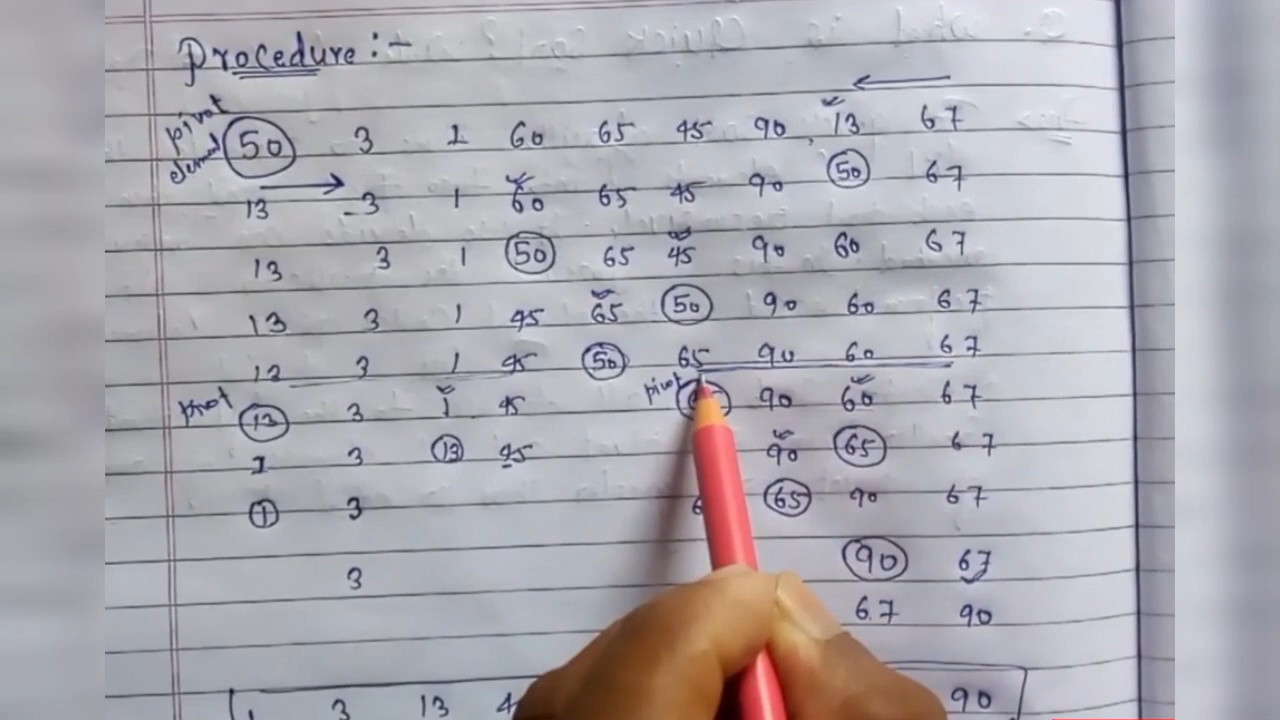 Procedure :-
pivot
element
50 3 1 60 65 45 90 13 67
13 3 1 60 65 45 90 50 67
13 3 1 50 65 45 90 60 67
13 3 1 45 65 50 90 60 67
13 3 1 45 50 65 90 60 67
pivot 13 3 1 45 pivot 90 60 67
1 3 13 45 90 65 67
1 3 65 90 67
3 90 67
67 90
3 13 90